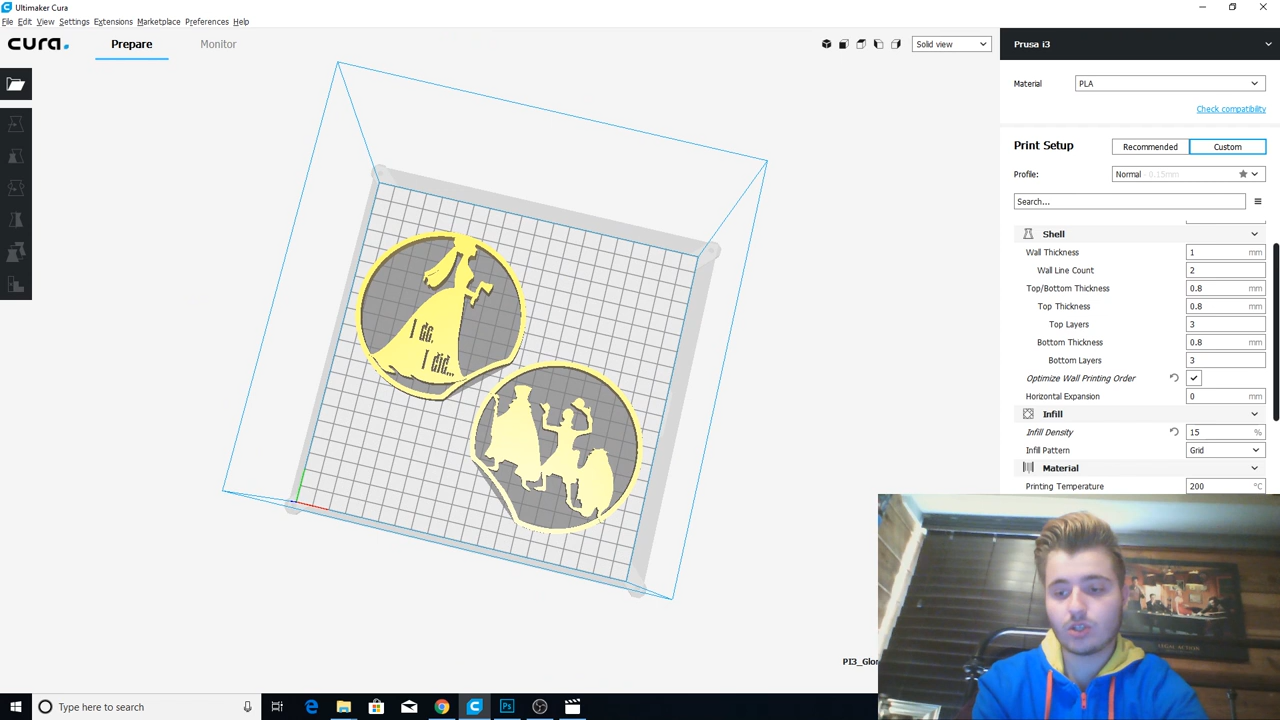 Ultimaker Cura
File Edit View Settings Extensions Marketplace Preferences Help
cura. Prepare Monitor Solid view Prusa i3
Material PLA
Check compatibility
Print Setup Recommended Custom
Profile: Normal - 0.15mm
Search...
Shell
Wall Thickness 1 mm
Wall Line Count 2
Top/Bottom Thickness 0.8 mm
Top Thickness 0.8 mm
Top Layers 3
Bottom Thickness 0.8 mm
Bottom Layers 3
Optimize Wall Printing Order
Horizontal Expansion 0 mm
Infill
Infill Density 15 %
Infill Pattern Grid
Material
Printing Temperature 200 °C
I do.
I did...
Type here to search